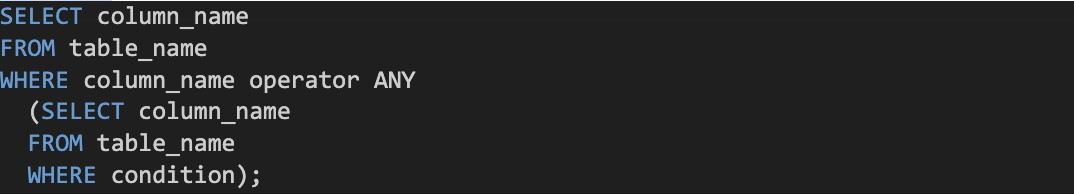 SELECT column_name
FROM table_name
WHERE column_name operator ANY
  (SELECT column_name
  FROM table_name
  WHERE condition);